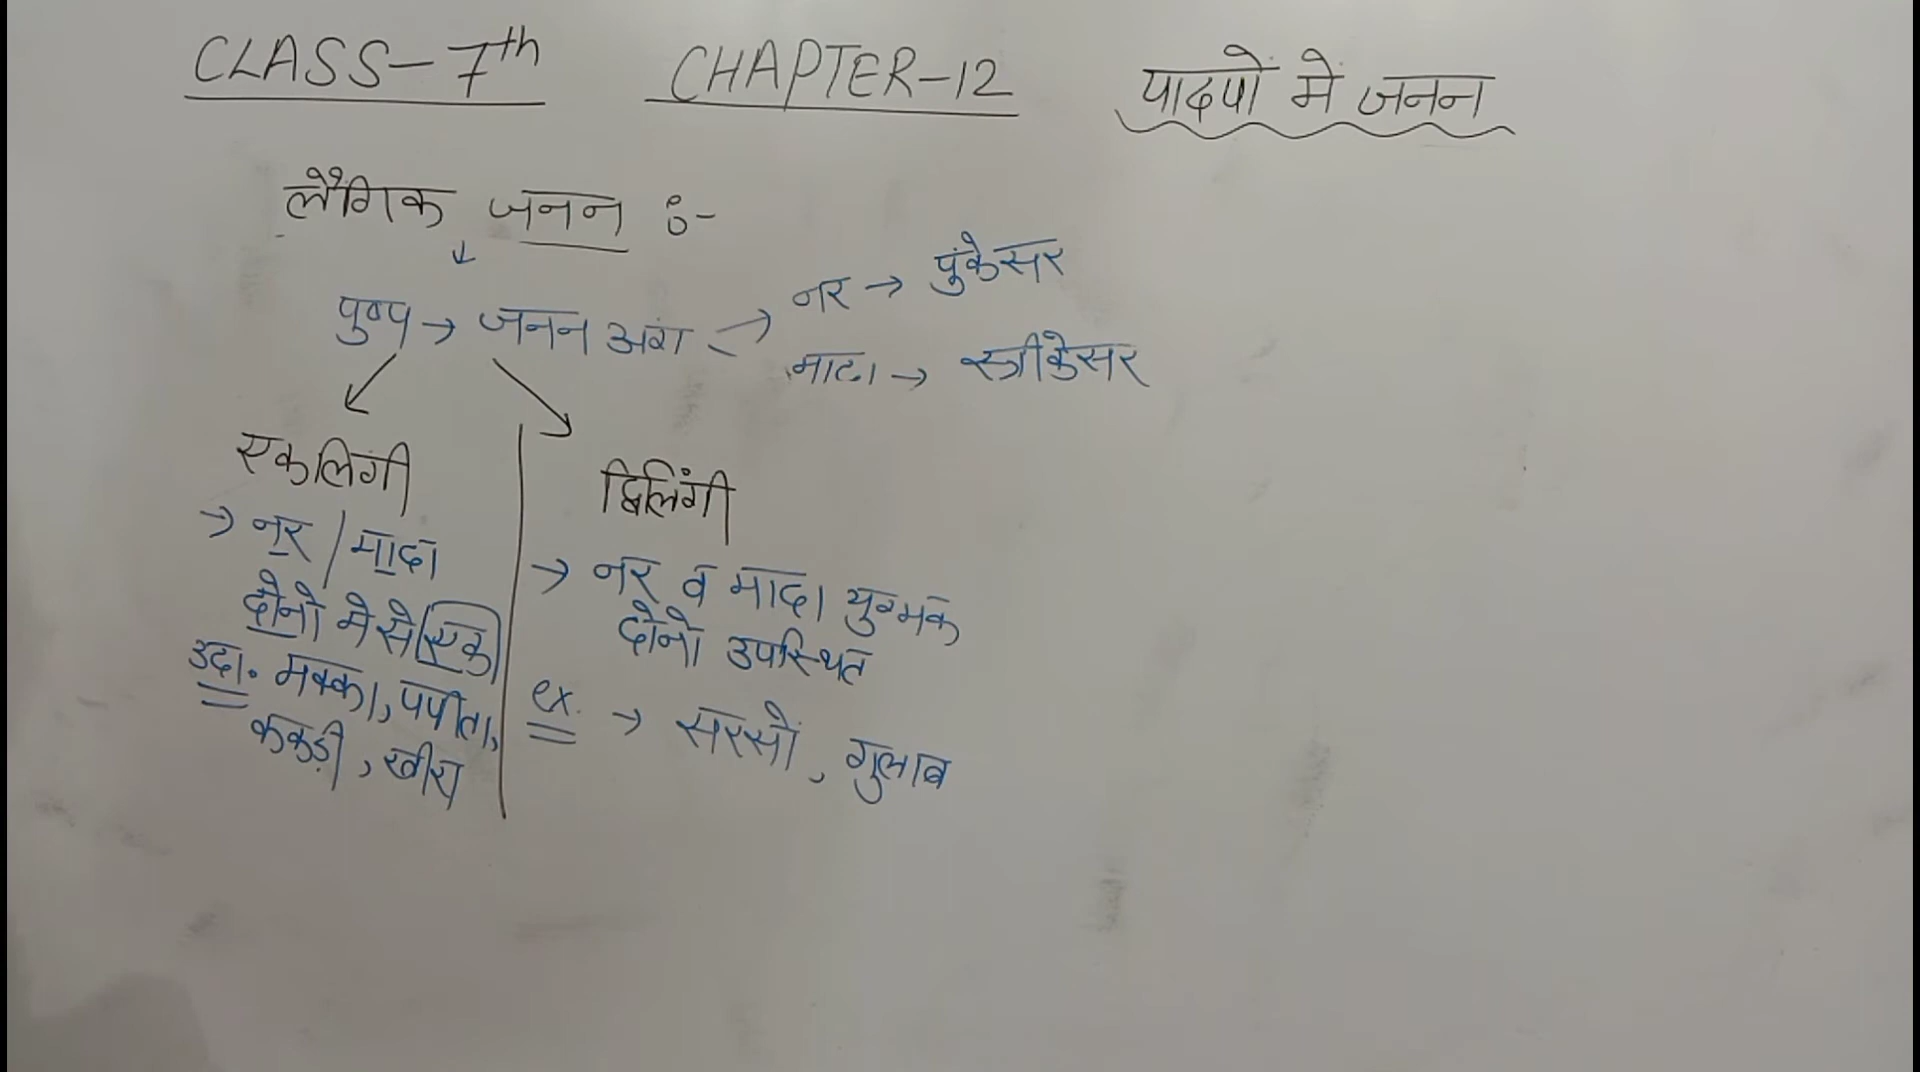 CLASS-7th CHAPTER-12 पादपों में जनन
लैंगिक जनन :-
↓
पुष्प → जनन अंग → नर → पुंकेसर
मादा → स्त्रीकेसर
एकलिंगी
→ नर / मादा
दोनो मे से एक
उदा. मक्का, पपीता,
ककड़ी, खीरा
द्विलिंगी
→ नर व मादा युग्मक
दोनो उपस्थित
ex. → सरसों, गुलाब